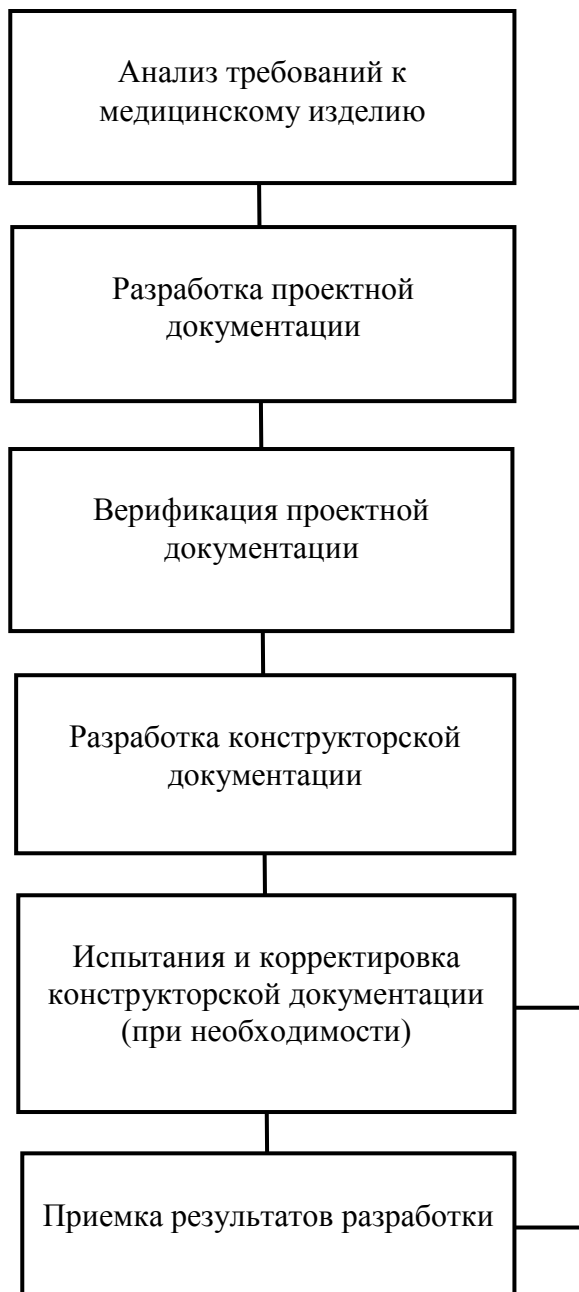 Анализ требований к
медицинскому изделию
Разработка проектной
документации
Верификация проектной
документации
Разработка конструкторской
документации
Испытания и корректировка
конструкторской документации
(при необходимости)
Приемка результатов разработки